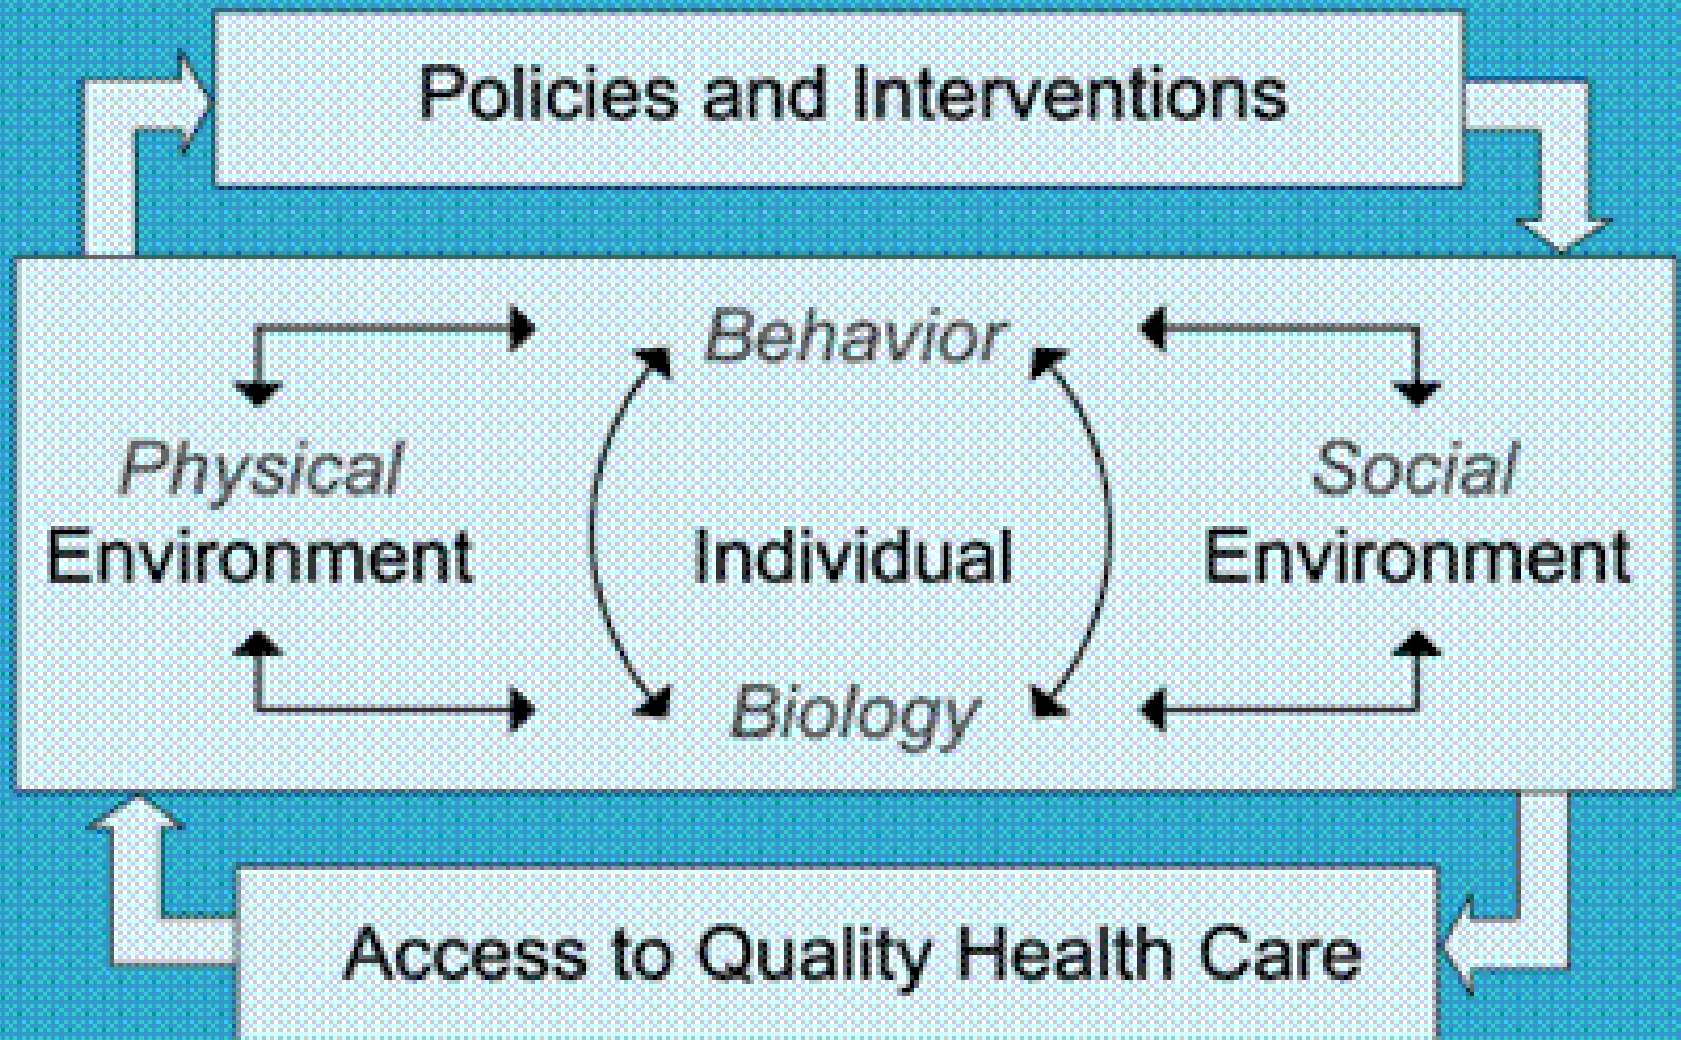 Policies and Interventions
Behavior
Physical
Environment
Individual
Social
Environment
Biology
Access to Quality Health Care